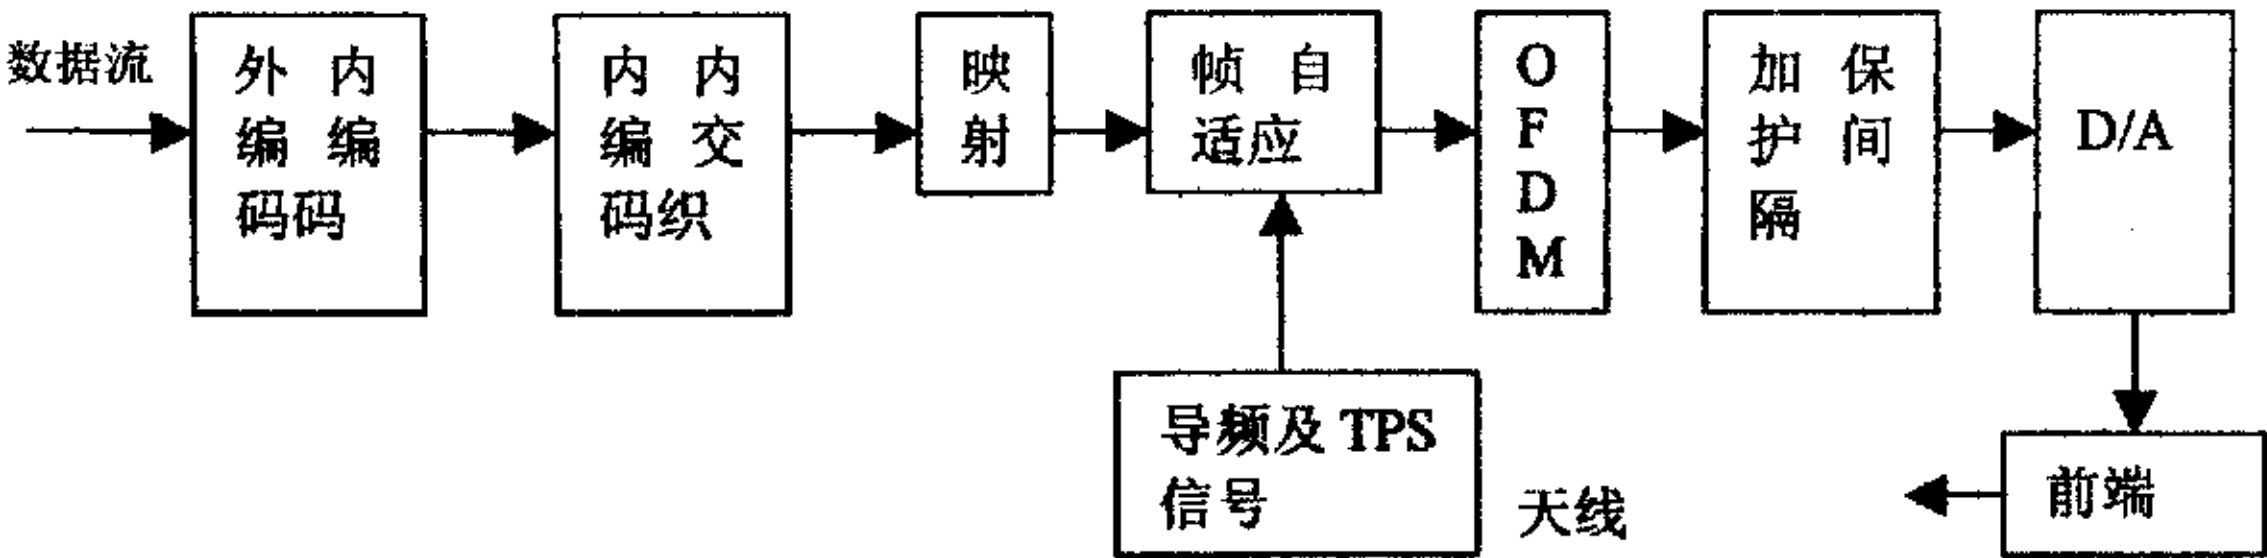 数据流
外 内
编 编
码码
内 内
编 交
码织
映
射
帧 自
适应
O
F
D
M
加 保
护 间
隔
D/A
导频及 TPS
信号
天线
前端